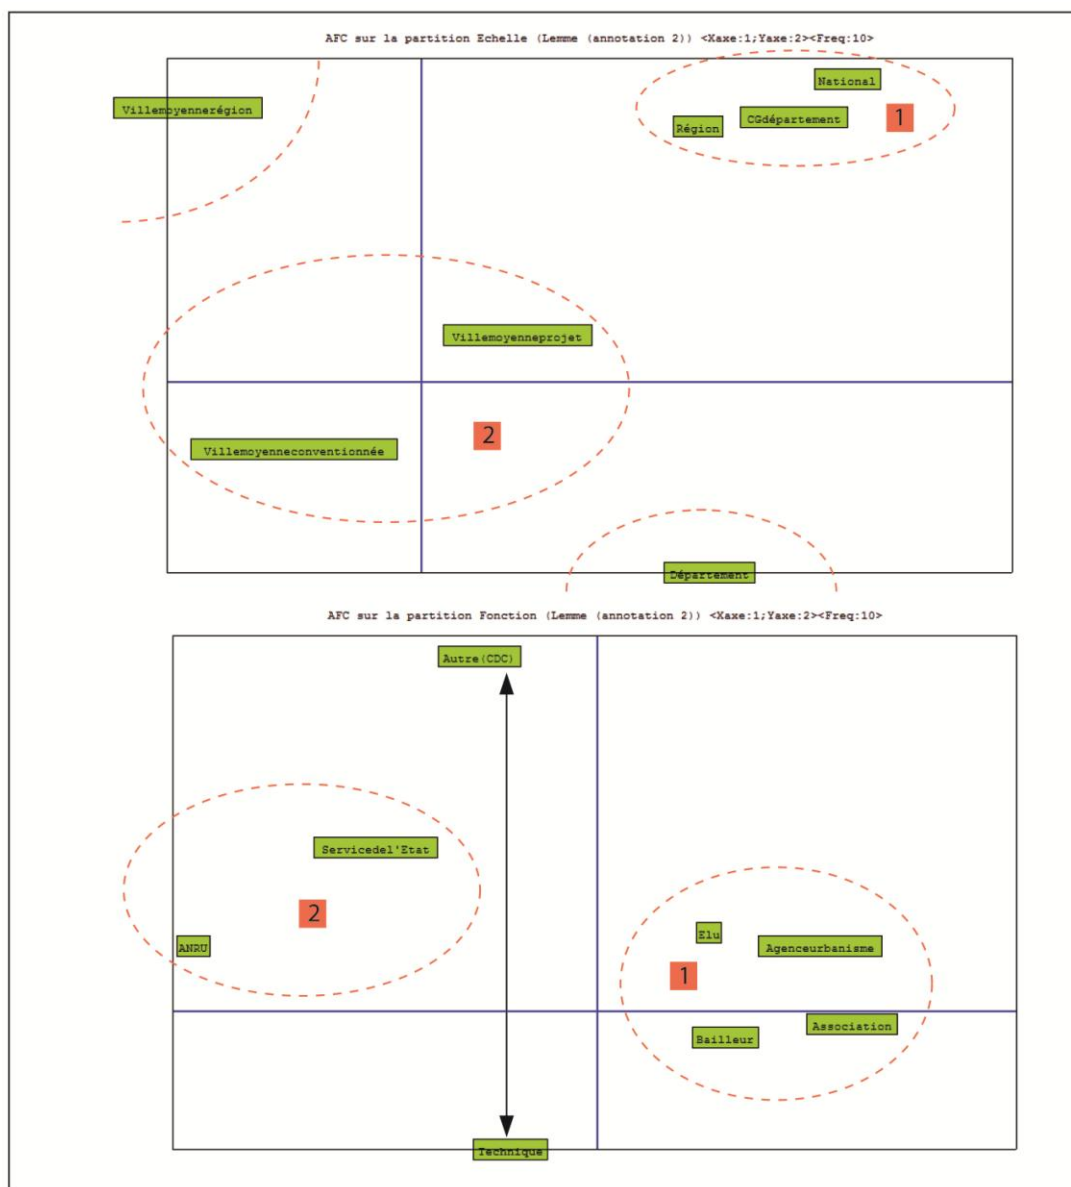 AFC sur la partition Echelle (Lemme (annotation 2)) <Xaxe:1;Yaxe:2><Freq:10>
National
Villemoyennerégion
CGdépartement
1
Région
Villemoyenneprojet
2
Villemoyenneconventionnée
Département
AFC sur la partition Fonction (Lemme (annotation 2)) <Xaxe:1;Yaxe:2><Freq:10>
Autre(CDC)
Servicedel'Etat
2
Elu
ANRU
Agenceurbanisme
1
Association
Bailleur
Technique